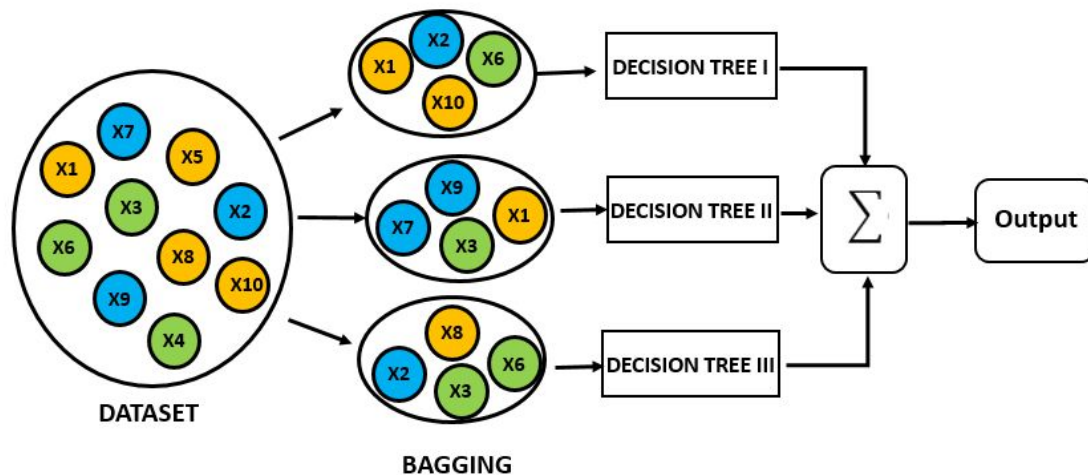 X7
X1
X5
X3
X2
X6
X8
X10
X9
X4
DATASET
X2
X1
X6
X10
X9
X7
X1
X3
X8
X2
X6
X3
BAGGING
DECISION TREE I
DECISION TREE II
DECISION TREE III
∑
Output